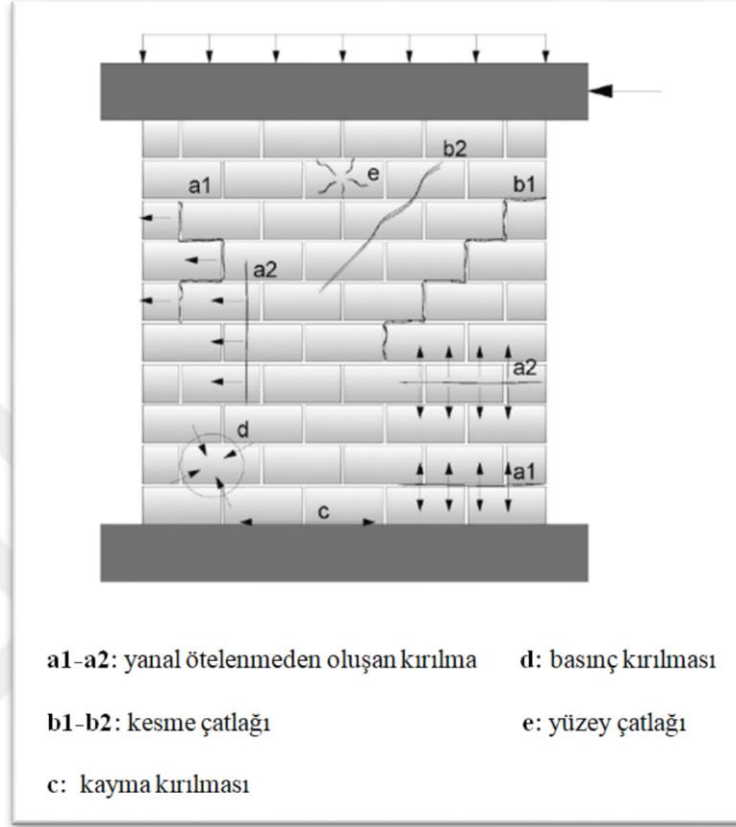 b2
e
a1
b1
a2
a2
d
a1
c
a1-a2: yanal ötelenmeden oluşan kırılma d: basınç kırılması
b1-b2: kesme çatlağı e: yüzey çatlağı
c: kayma kırılması